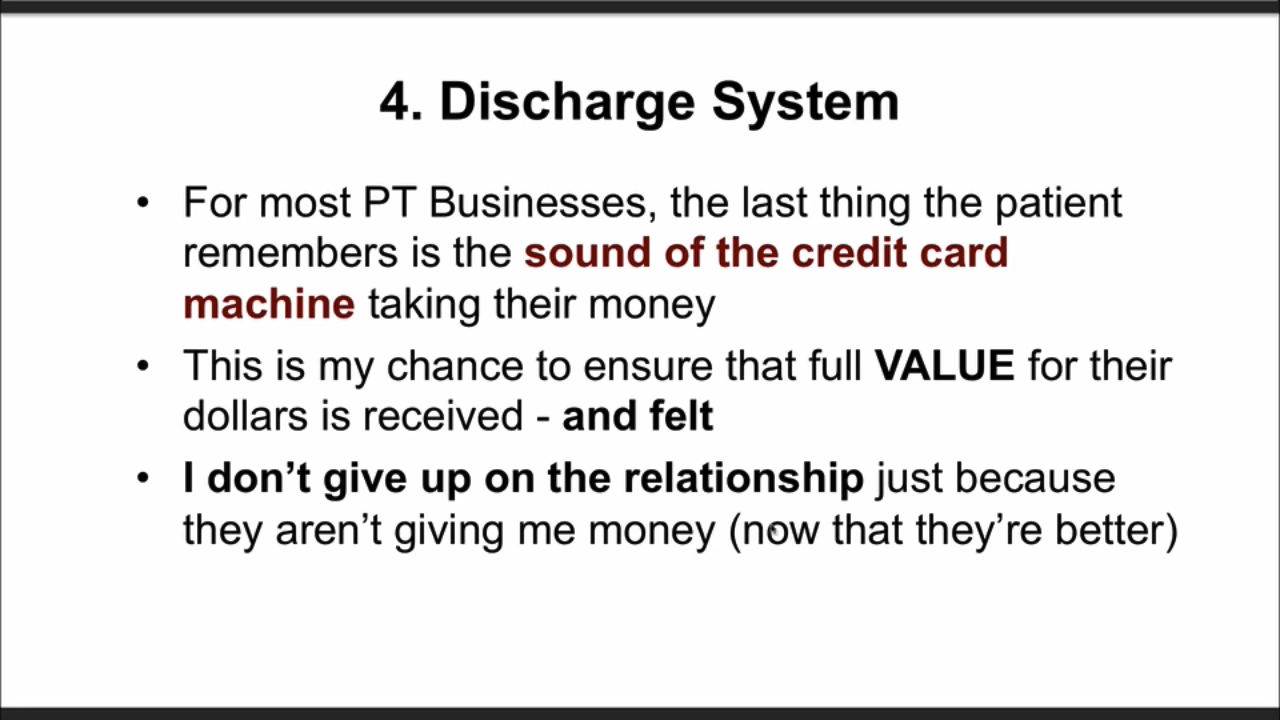 4. Discharge System
• For most PT Businesses, the last thing the patient
remembers is the sound of the credit card
machine taking their money
• This is my chance to ensure that full VALUE for their
dollars is received - and felt
• I don’t give up on the relationship just because
they aren’t giving me money (now that they’re better)